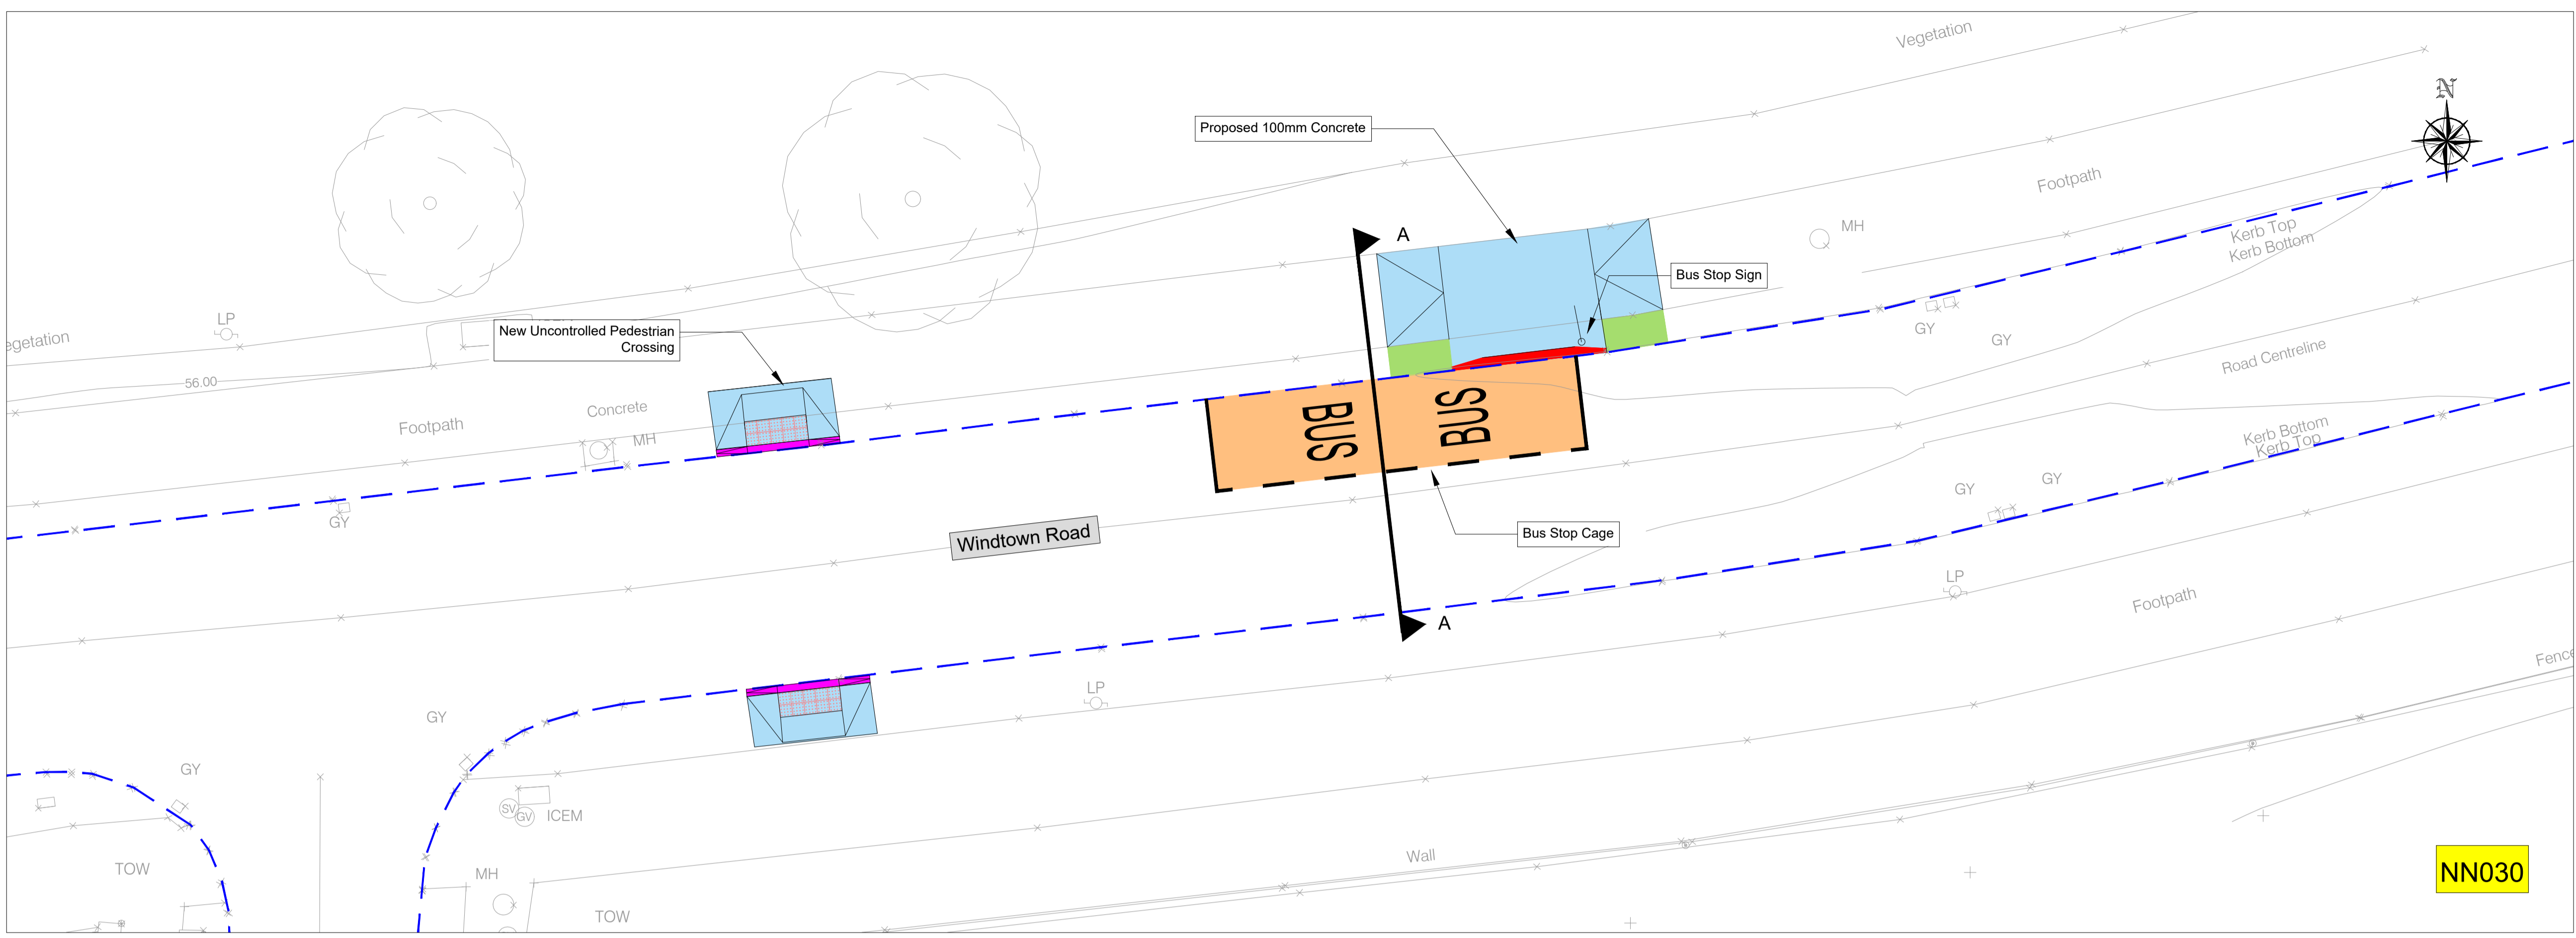 Vegetation
N
Proposed 100mm Concrete
Footpath
MH
A
Kerb Top
Kerb Bottom
Bus Stop Sign
LP
New Uncontrolled Pedestrian
Crossing
GY
GY
egetation
56.00
Road Centreline
Concrete
Footpath
MH
BUS
BUS
Kerb Bottom
Kerb Top
GY
GY
GY
Windtown Road
Bus Stop Cage
LP
Footpath
A
Fence
LP
GY
GY
SV
GV
ICEM
Wall
TOW
MH
NN030
TOW